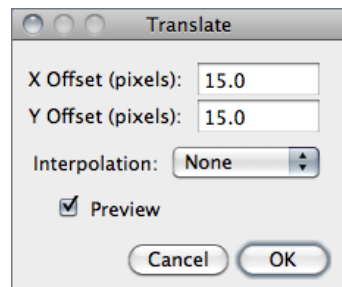 Translate
X Offset (pixels): 15.0
Y Offset (pixels): 15.0
Interpolation: None
Preview
Cancel OK